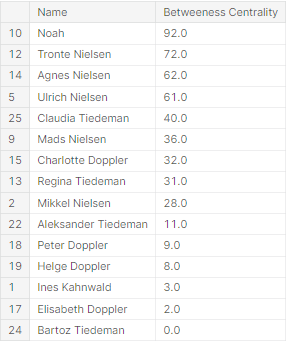 Name Betweeness Centrality
10 Noah 92.0
12 Tronte Nielsen 72.0
14 Agnes Nielsen 62.0
5 Ulrich Nielsen 61.0
25 Claudia Tiedeman 40.0
9 Mads Nielsen 36.0
15 Charlotte Doppler 32.0
13 Regina Tiedeman 31.0
2 Mikkel Nielsen 28.0
22 Aleksander Tiedeman 11.0
18 Peter Doppler 9.0
19 Helge Doppler 8.0
1 Ines Kahnwald 3.0
17 Elisabeth Doppler 2.0
24 Bartoz Tiedeman 0.0